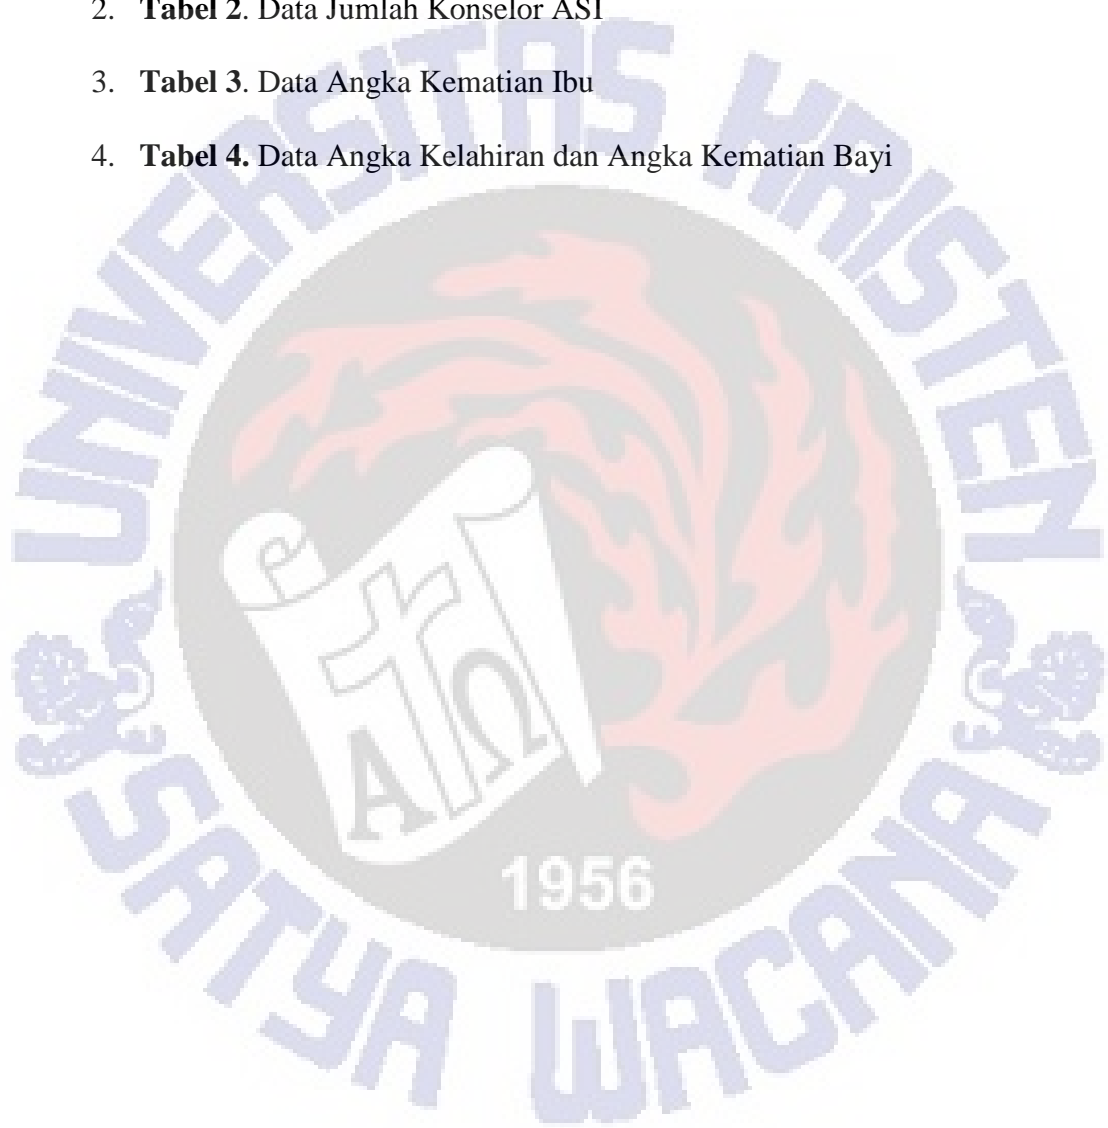 2. Tabel 2. Data Jumlah Konselor ASI
3. Tabel 3. Data Angka Kematian Ibu
4. Tabel 4. Data Angka Kelahiran dan Angka Kematian Bayi
UNIVERSITAS KRISTEN
Α Ω
1956
SATYA WACANA